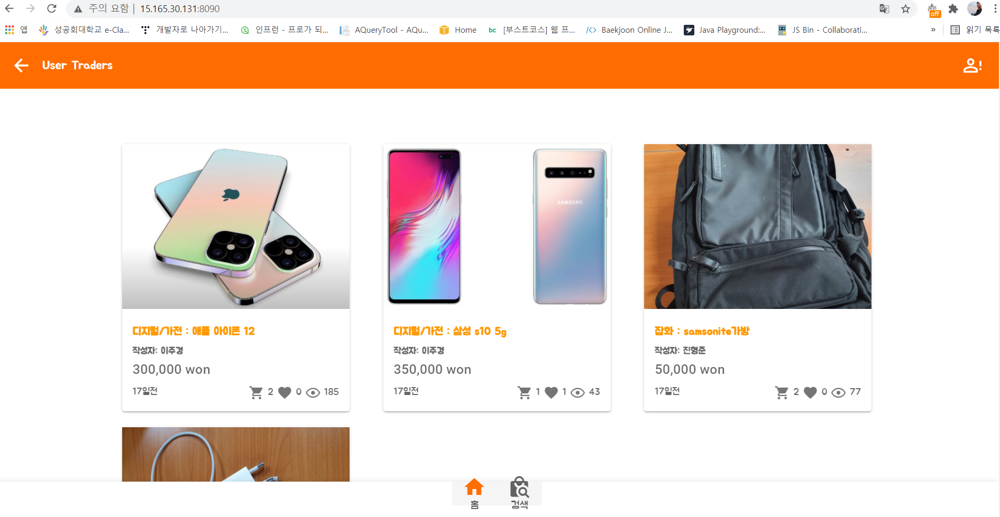 주의 요함 | 15.165.30.131:8090
off
앱 성공회대학교 e-Cla... 개발자로 나아가기... 인프런 - 프로가 되... AQueryTool - AQu... Home bc [부스트코스] 웹 프... Baekjoon Online J... Java Playground:... JS Bin - Collaborati... » 읽기 목록
User Traders
SAMSUNG
디지털/가전 : 애플 아이폰 12
작성자: 이주경
300,000 won
17일전 2 0 185
디지털/가전 : 삼성 s10 5g
작성자: 이주경
350,000 won
17일전 1 1 43
잡화 : samsonite가방
작성자: 진형준
50,000 won
17일전 2 0 77
홈 검색